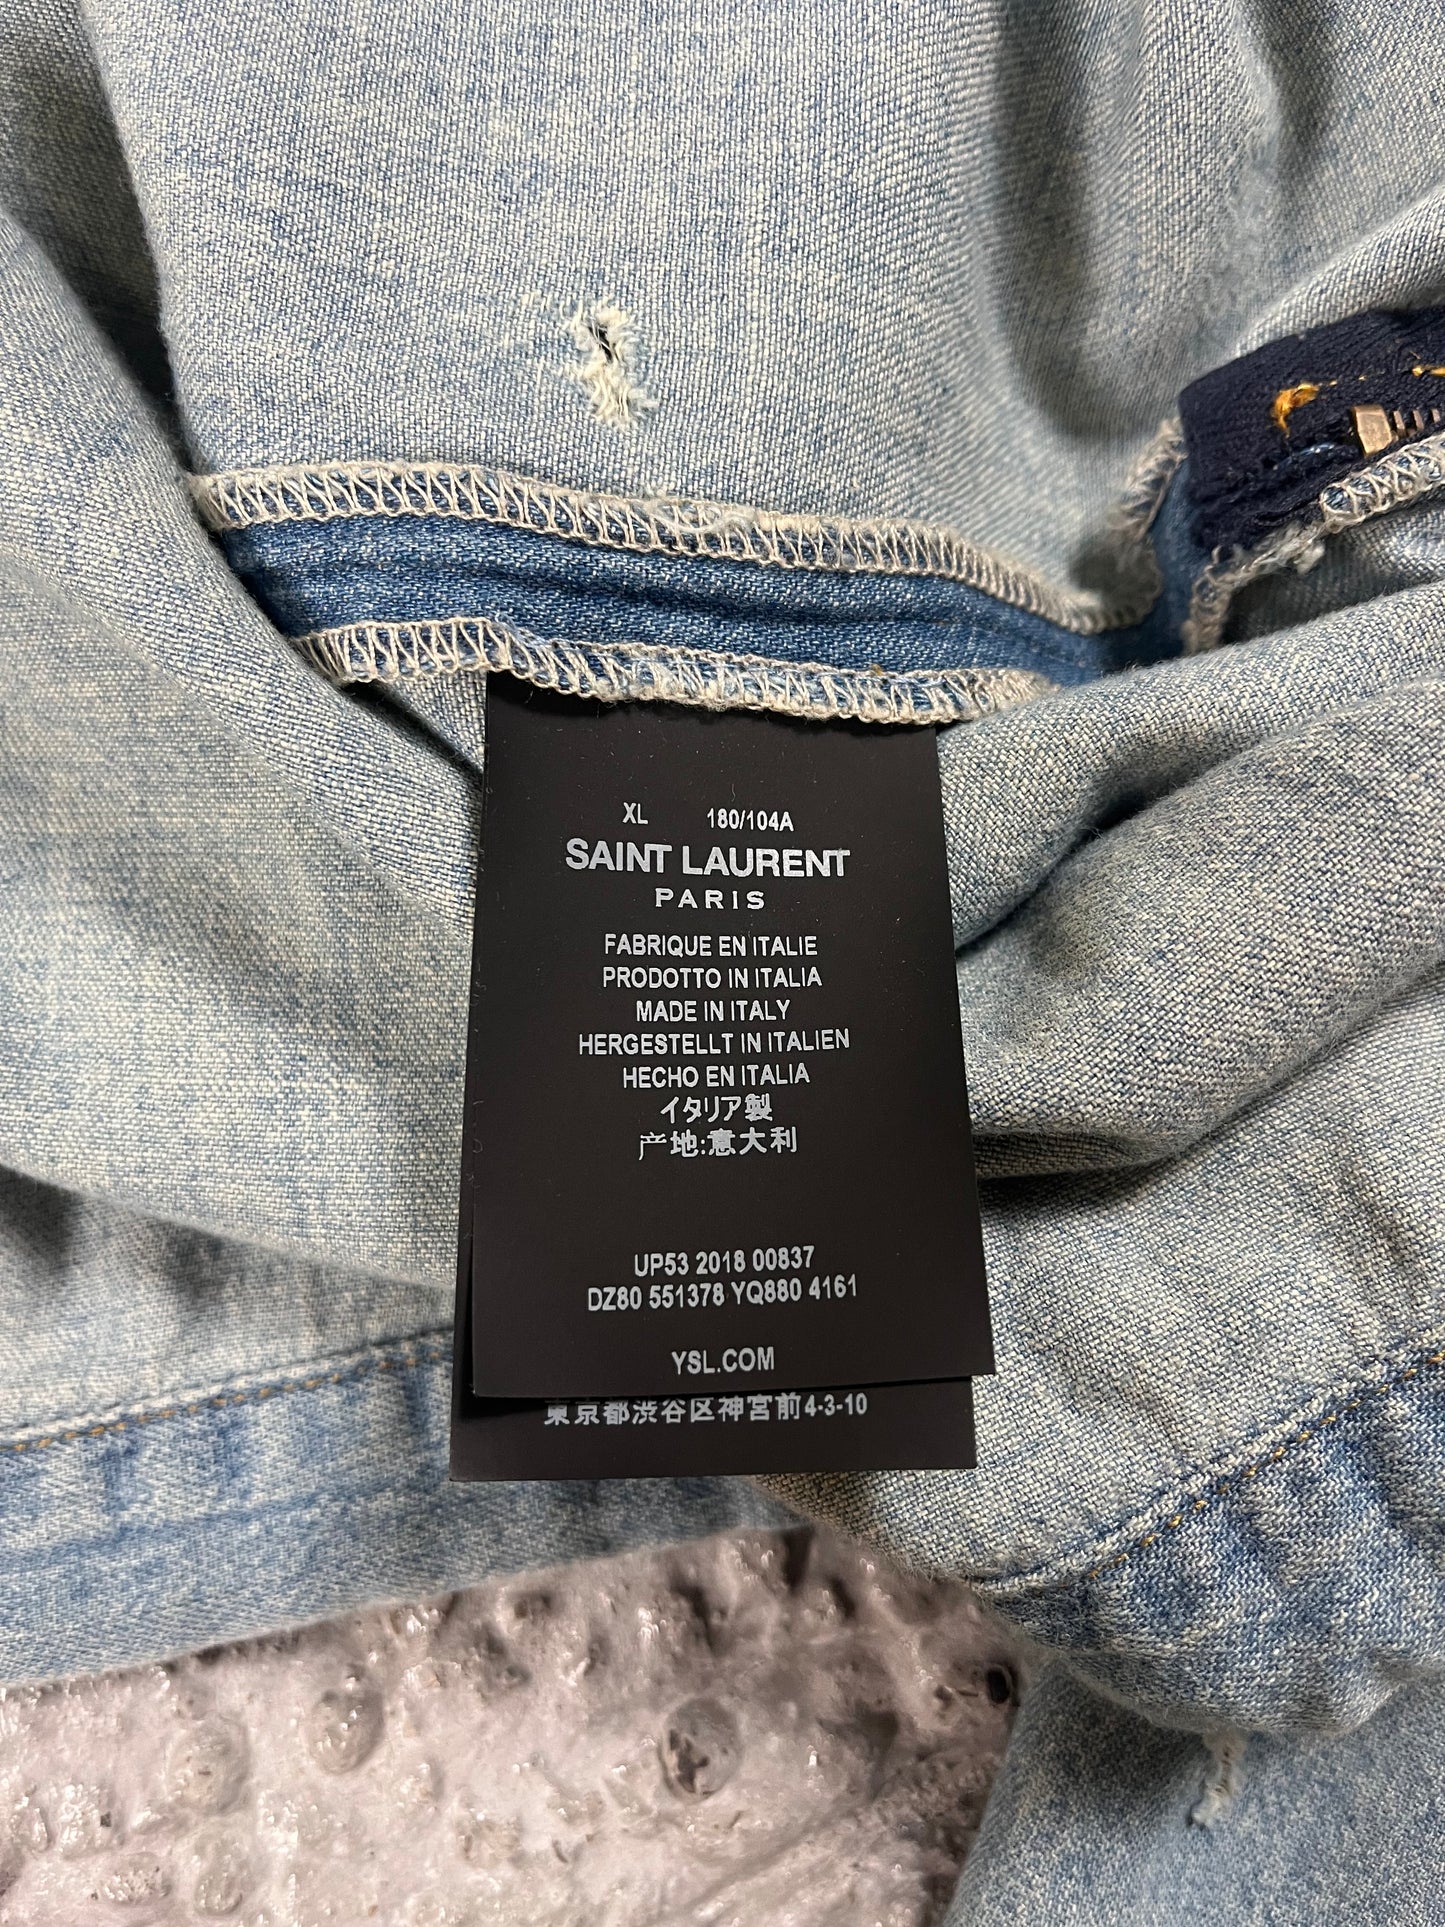 XL 180/104A
SAINT LAURENT
PARIS
FABRIQUE EN ITALIE
PRODOTTO IN ITALIA
MADE IN ITALY
HERGESTELLT IN ITALIEN
HECHO EN ITALIA
イタリア製
产地:意大利
UP53 2018 00837
DZ80 551378 YQ880 4161
YSL.COM
東京都渋谷区神宮前4-3-10